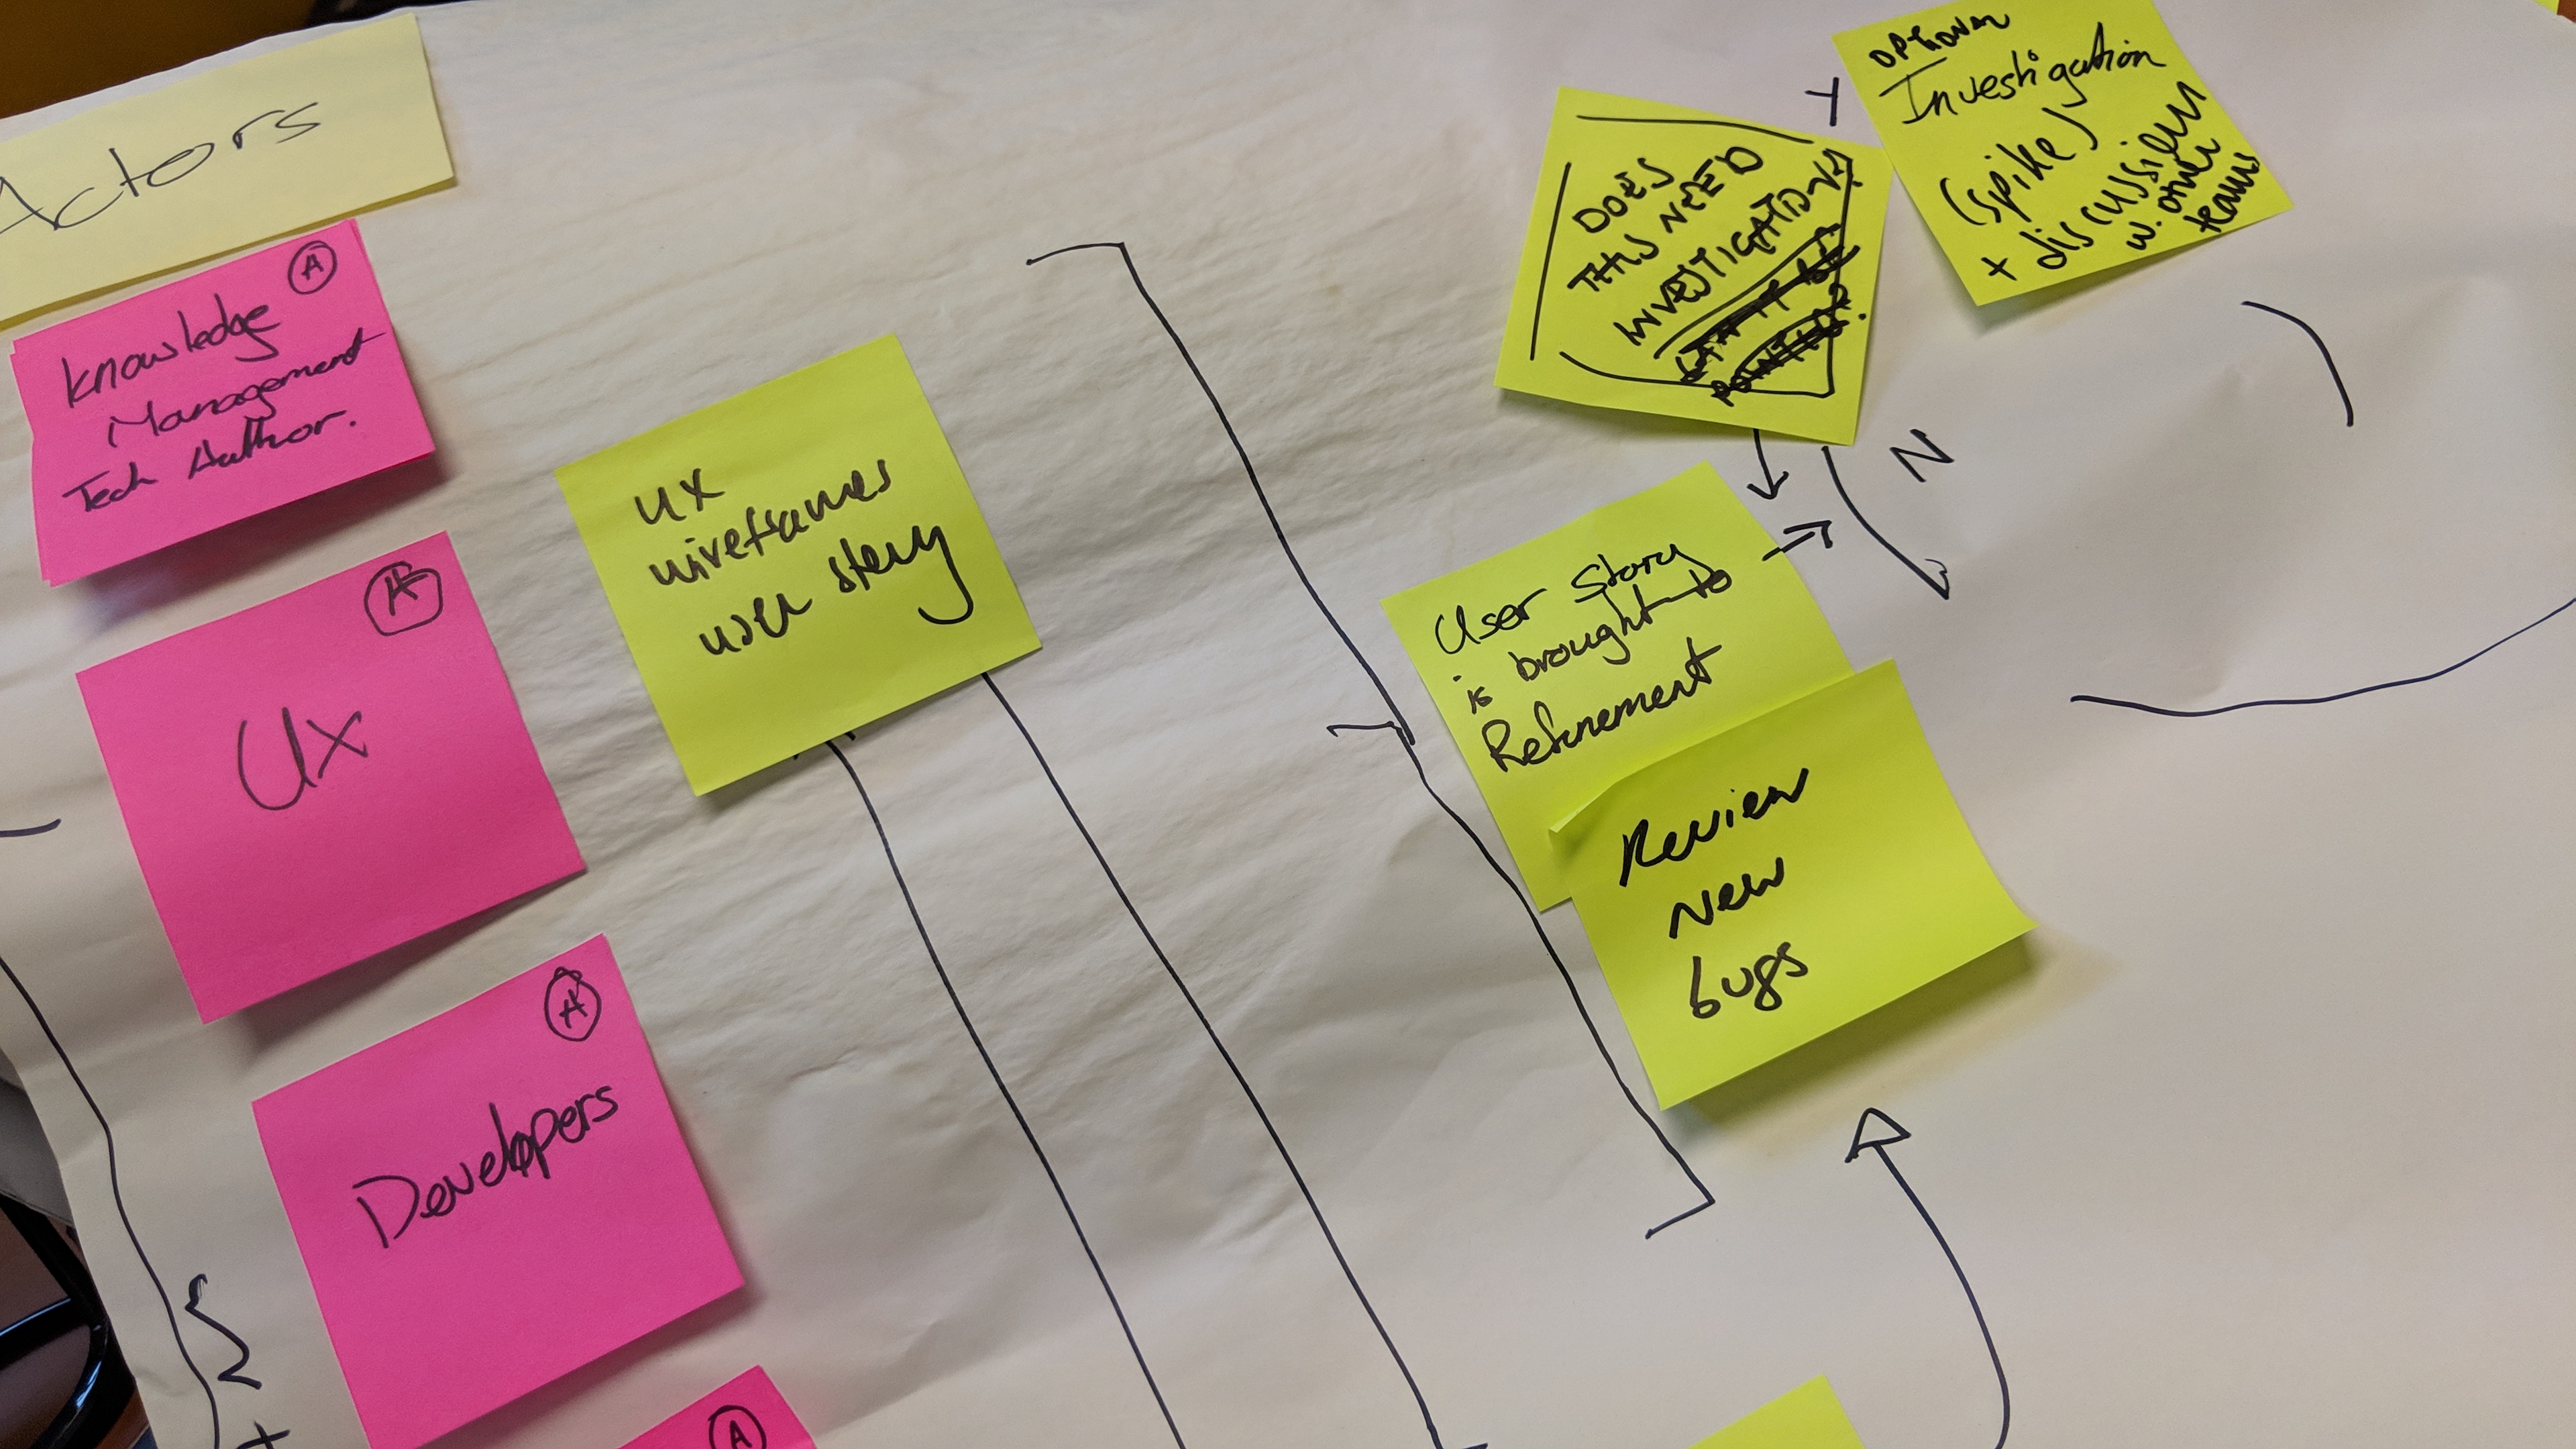 Actors
A
Knowledge
Management
Tech Author.
A
Ux
A
Developers
A
UX
wireframes
user story
DOES
THIS NEED
INVESTIGATION
Y
N
OPTIONAL
Investigation
(spike)
+ discussion
w. other
teams
User Story
is brought to
Refinement
Review
New
bugs